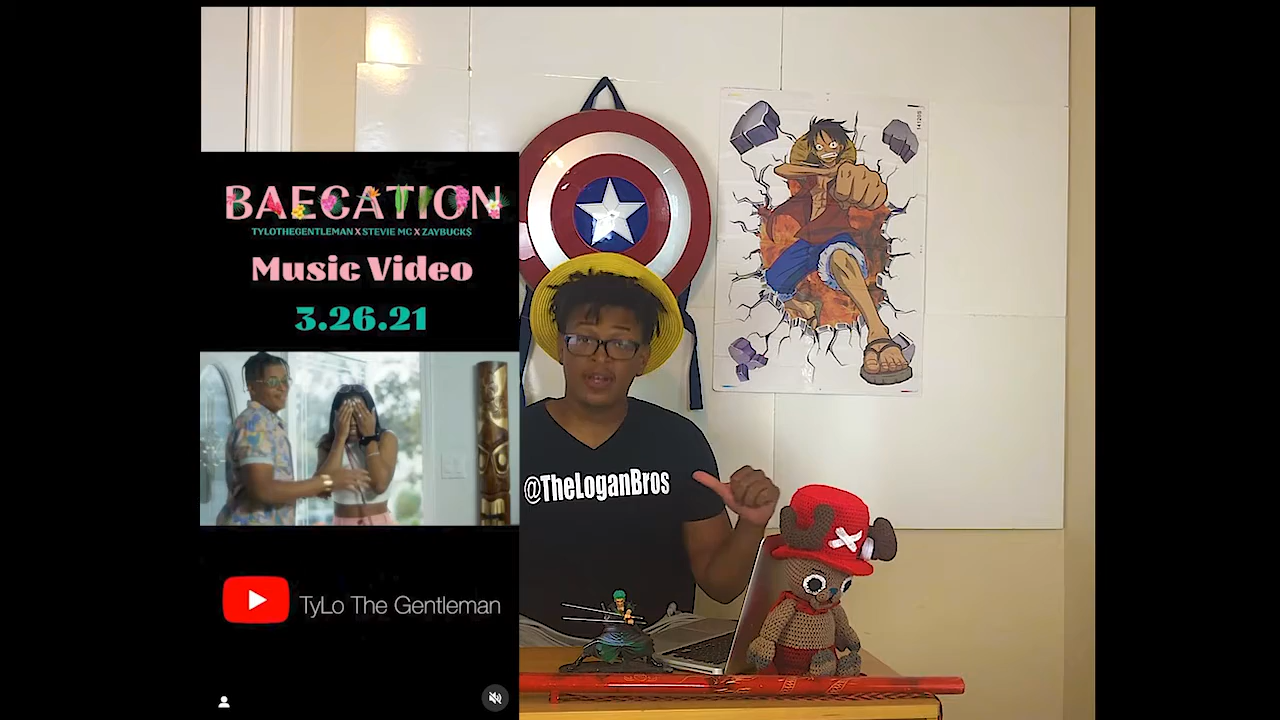 BAECATION
TYLOTHEGENTLEMAN X STEVIE MC X ZAYBUCK$
Music Video
3.26.21
TyLo The Gentleman
@TheLoganBros